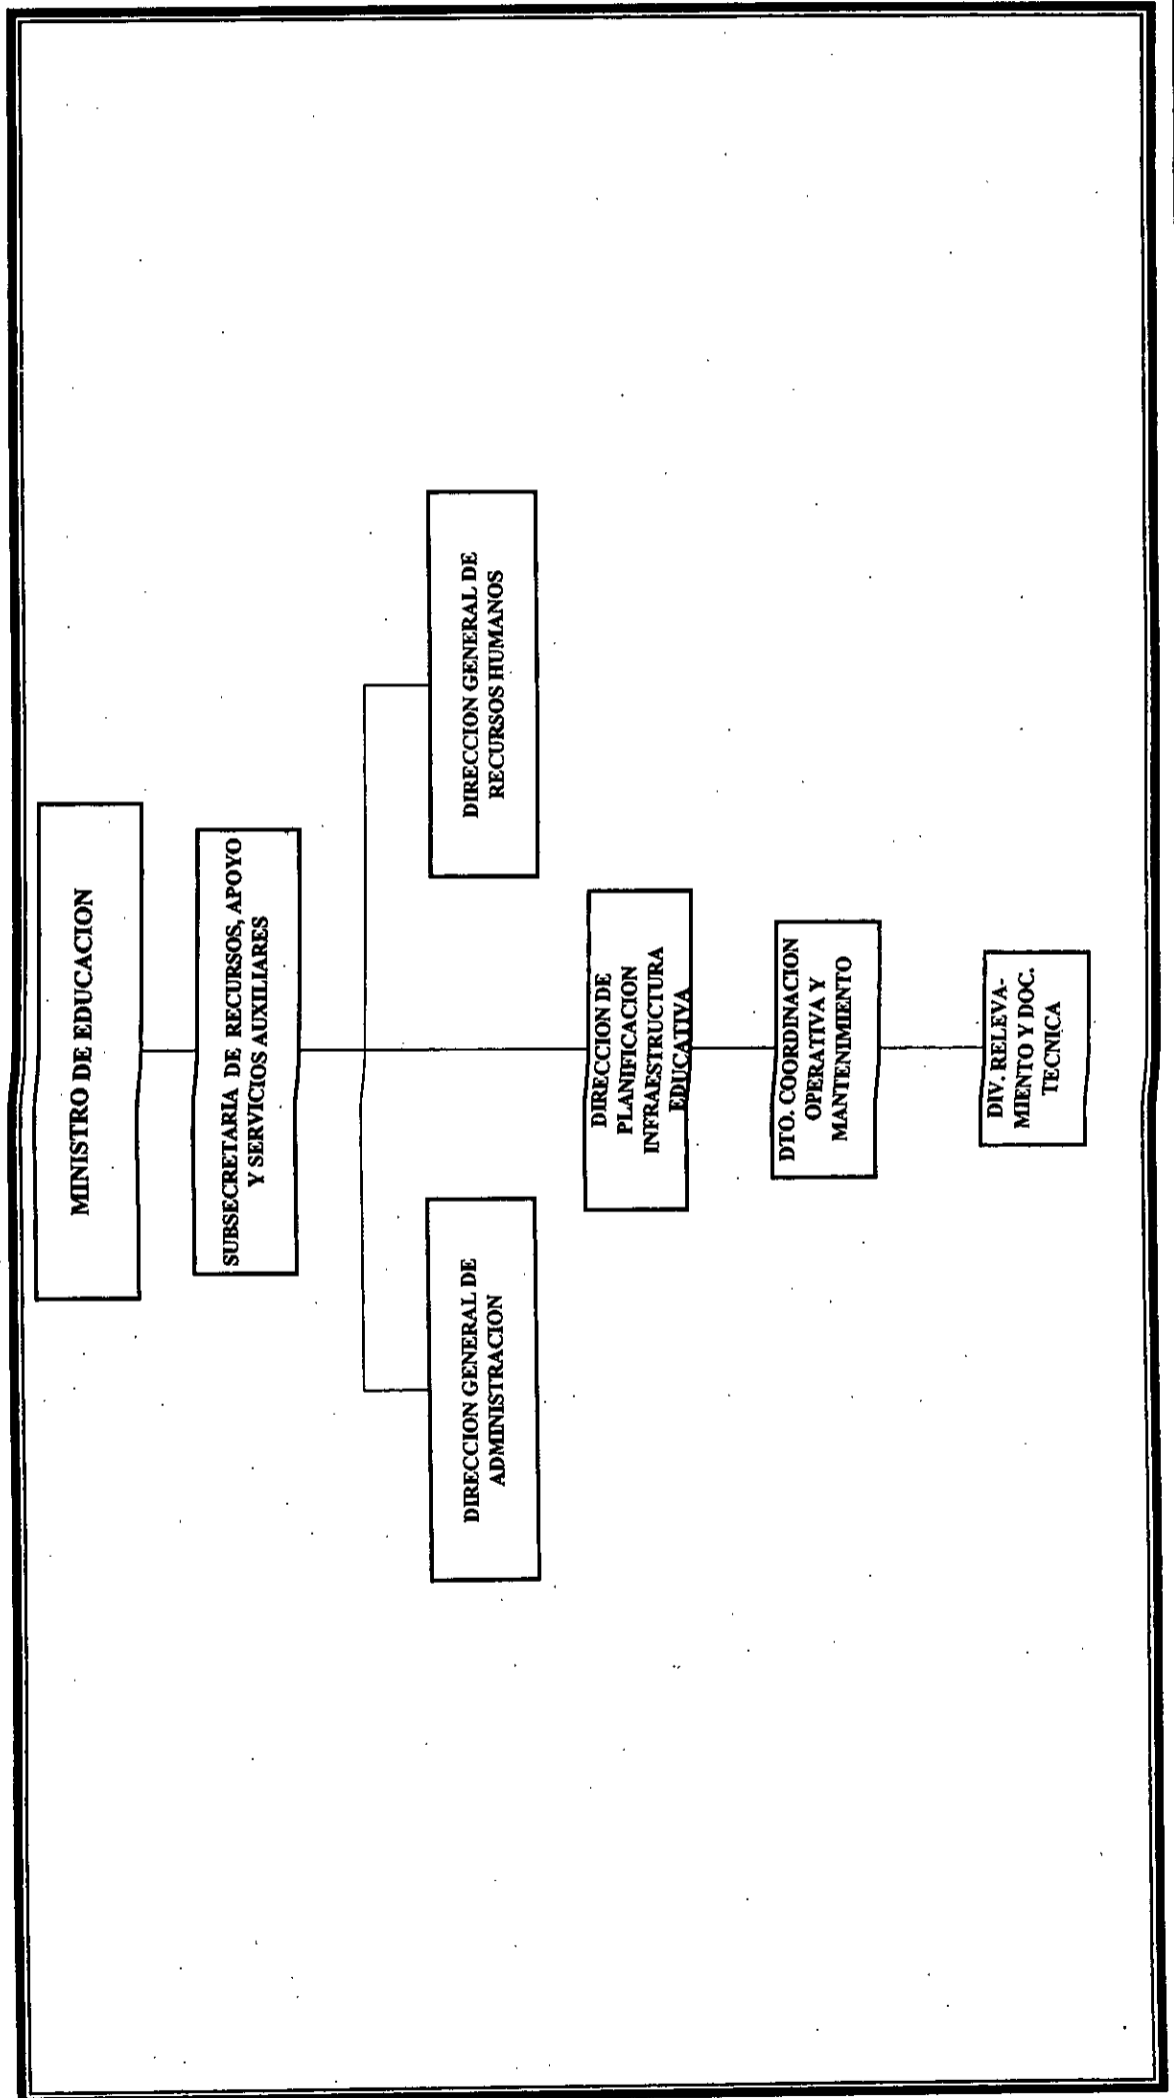 MINISTRO DE EDUCACION
SUBSECRETARIA DE RECURSOS, APOYO
Y SERVICIOS AUXILIARES
DIRECCION GENERAL DE
ADMINISTRACION
DIRECCION GENERAL DE
RECURSOS HUMANOS
DIRECCION DE
PLANIFICACION
INFRAESTRUCTURA
EDUCATIVA
DTO. COORDINACION
OPERATIVA Y
MANTENIMIENTO
DIV. RELEVA-
MIENTO Y DOC.
TECNICA